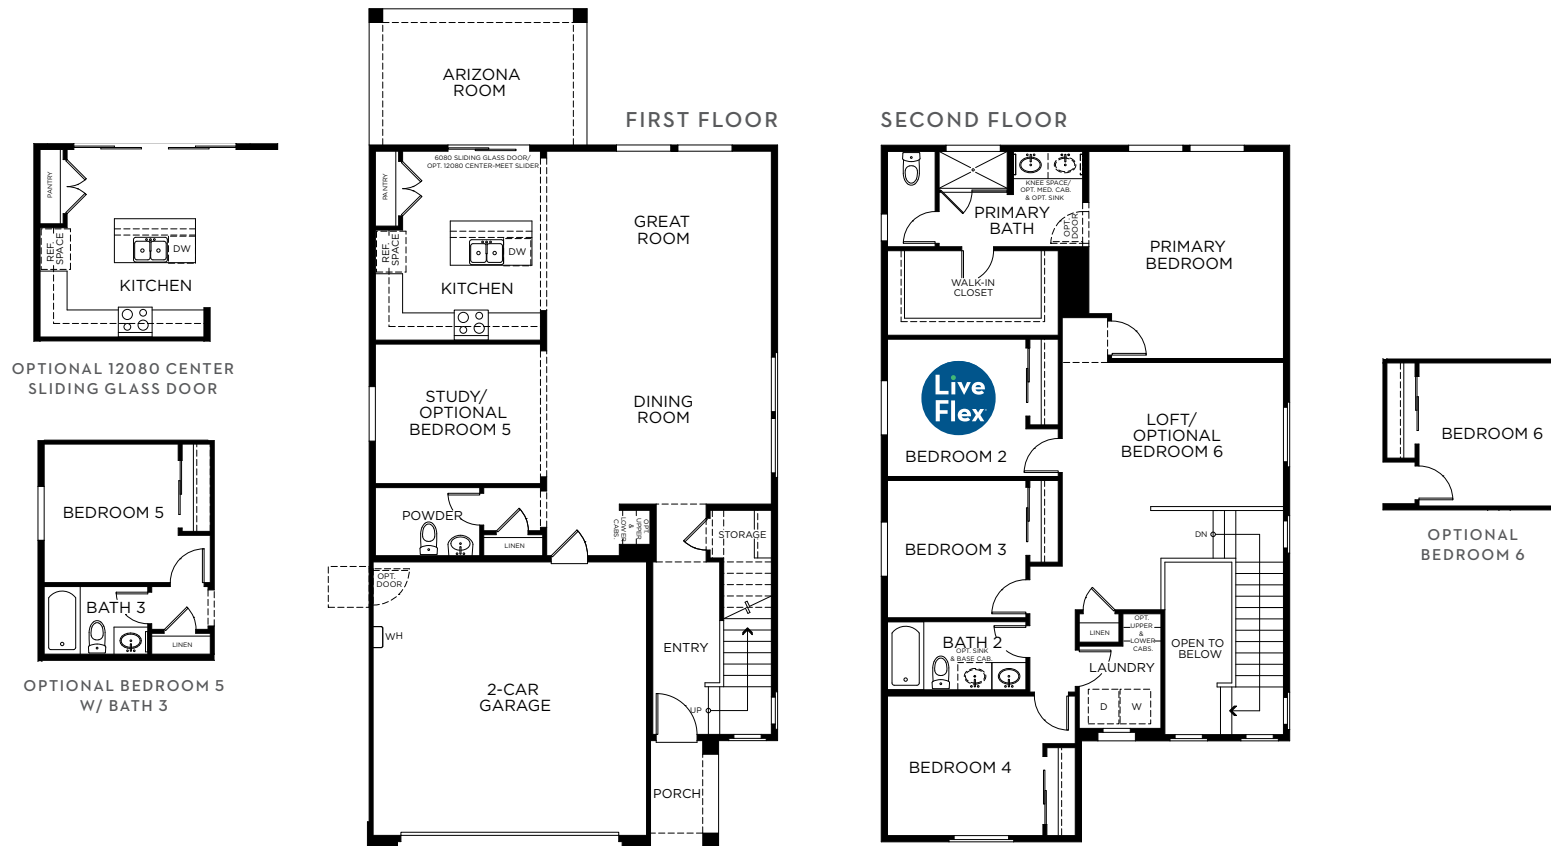 PANTRY
REF.
SPACE
DW
KITCHEN
OPTIONAL 12080 CENTER
SLIDING GLASS DOOR
BEDROOM 5
BATH 3
LINEN
OPTIONAL BEDROOM 5
W/ BATH 3
FIRST FLOOR
ARIZONA
ROOM
6080 SLIDING GLASS DOOR/
OPT. 12080 CENTER-MEET SLIDER
PANTRY
REF.
SPACE
DW
KITCHEN
GREAT
ROOM
STUDY/
OPTIONAL
BEDROOM 5
DINING
ROOM
POWDER
LINEN
OPT.
UPPER
&
LOWER
CABS.
STORAGE
OPT.
DOOR
WH
ENTRY
2-CAR
GARAGE
UP
PORCH
SECOND FLOOR
KNEE SPACE/
OPT. MED. CAB.
& OPT. SINK
PRIMARY
BATH
OPT.
DOOR
PRIMARY
BEDROOM
WALK-IN
CLOSET
Live
Flex
BEDROOM 2
LOFT/
OPTIONAL
BEDROOM 6
BEDROOM 3
DN
BATH 2
OPT. SINK
& BASE CAB.
LINEN
OPT.
UPPER
&
LOWER
CABS.
LAUNDRY
D
W
OPEN TO
BELOW
BEDROOM 4
BEDROOM 6
OPTIONAL
BEDROOM 6